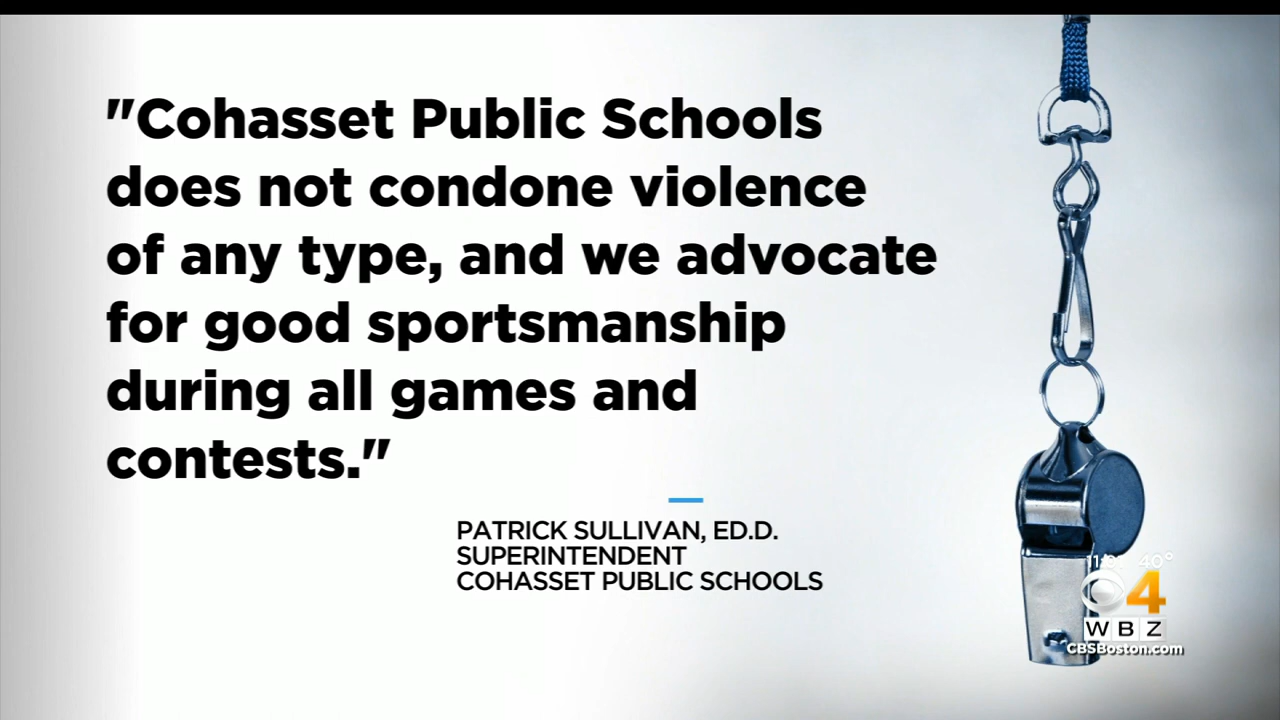 "Cohasset Public Schools
does not condone violence
of any type, and we advocate
for good sportsmanship
during all games and
contests."
PATRICK SULLIVAN, ED.D.
SUPERINTENDENT
COHASSET PUBLIC SCHOOLS
40°
4
WBZ
CBSBoston.com